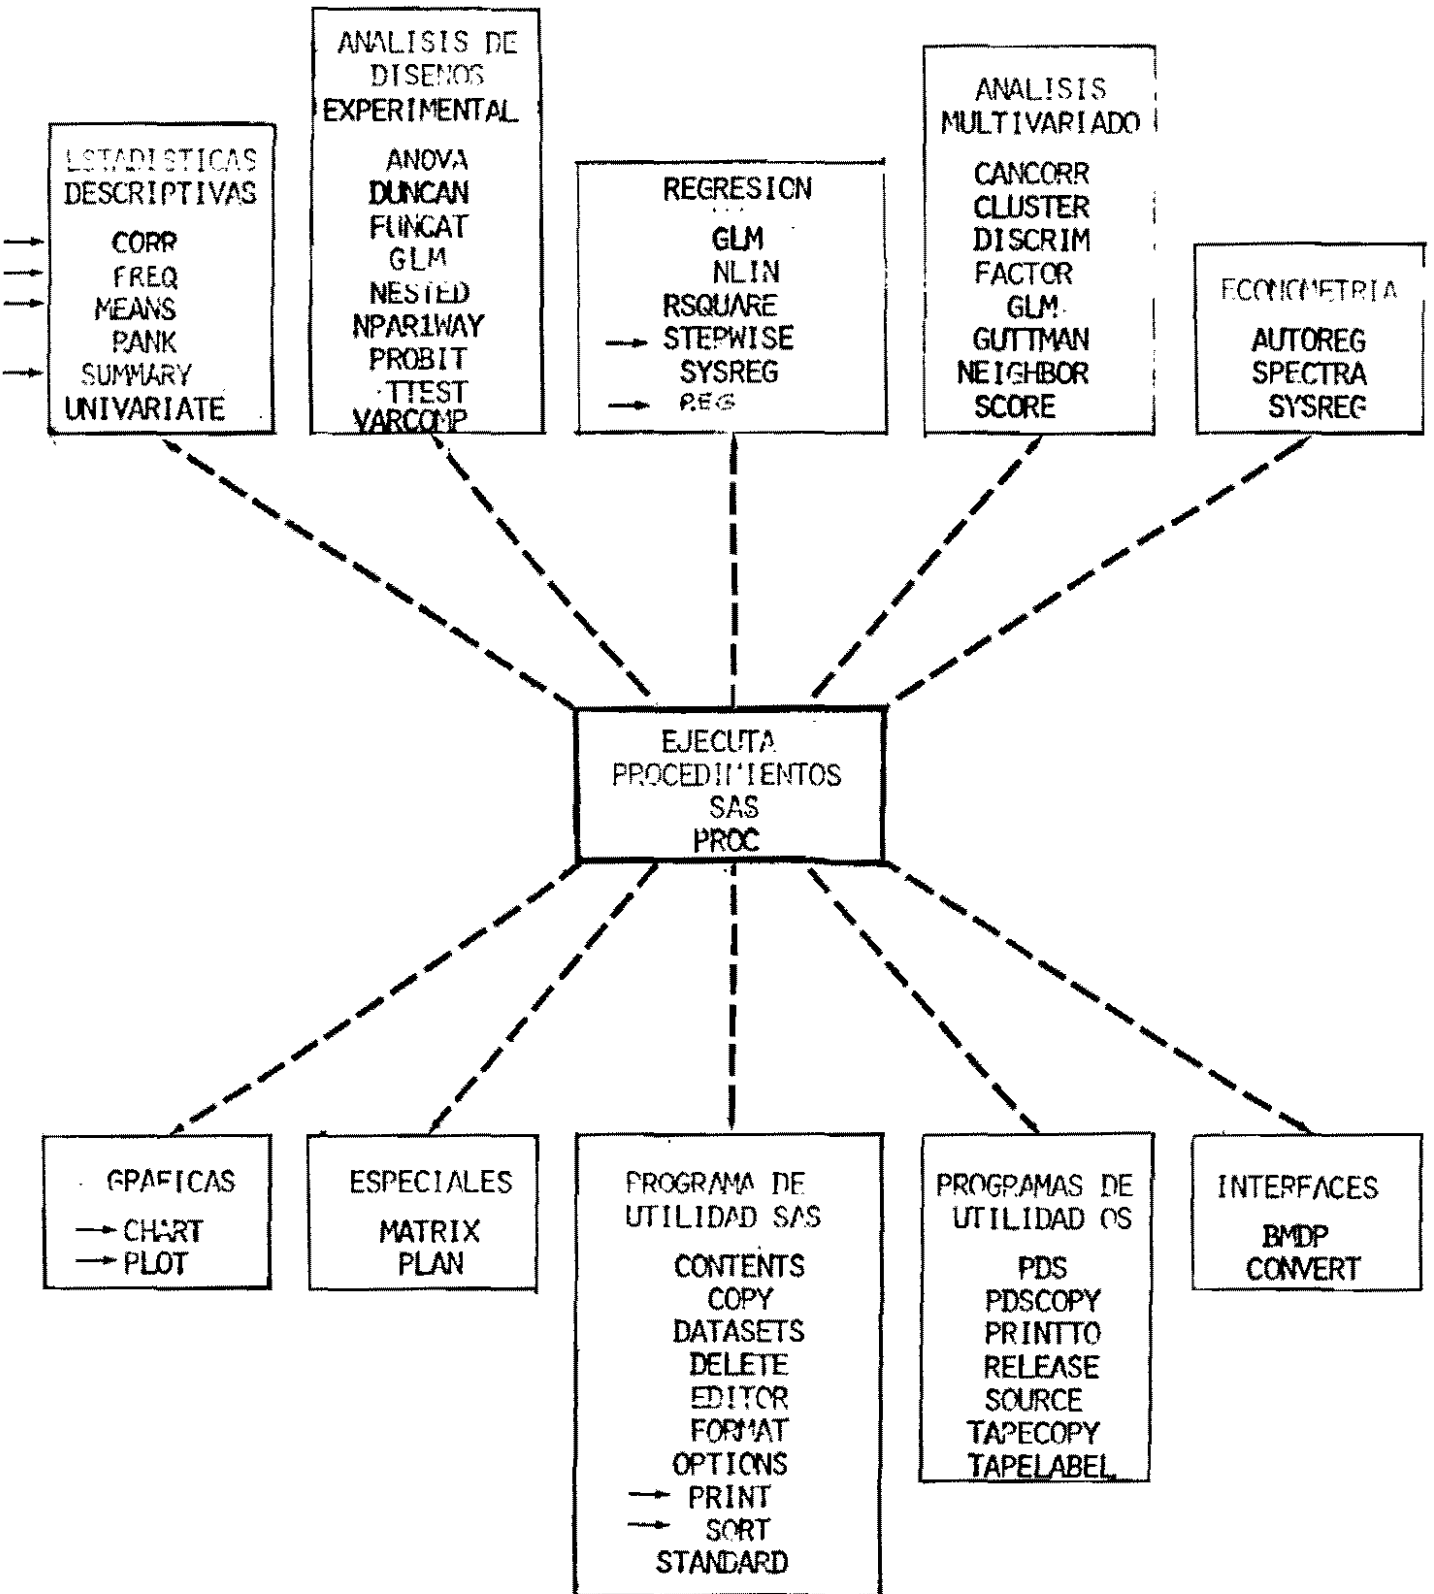 ESTADISTICAS
DESCRIPTIVAS
CORR
FREQ
MEANS
RANK
SUMMARY
UNIVARIATE
ANALISIS DE
DISENOS
EXPERIMENTAL
ANOVA
DUNCAN
FUNCAT
GLM
NESTED
NPAR1WAY
PROBIT
TTEST
VARCOMP
REGRESION
GLM
NLIN
RSQUARE
STEPWISE
SYSREG
REG
ANALISIS
MULTIVARIADO
CANCORR
CLUSTER
DISCRIM
FACTOR
GLM
GUTTMAN
NEIGHBOR
SCORE
ECONOMETRIA
AUTOREG
SPECTRA
SYSREG
EJECUTA
PROCEDIMIENTOS
SAS
PROC
GRAFICAS
CHART
PLOT
ESPECIALES
MATRIX
PLAN
PROGRAMA DE
UTILIDAD SAS
CONTENTS
COPY
DATASETS
DELETE
EDITOR
FORMAT
OPTIONS
PRINT
SORT
STANDARD
PROGRAMAS DE
UTILIDAD OS
PDS
PDSCOPY
PRINTTO
RELEASE
SOURCE
TAPECOPY
TAPELABEL
INTERFACES
BMDP
CONVERT